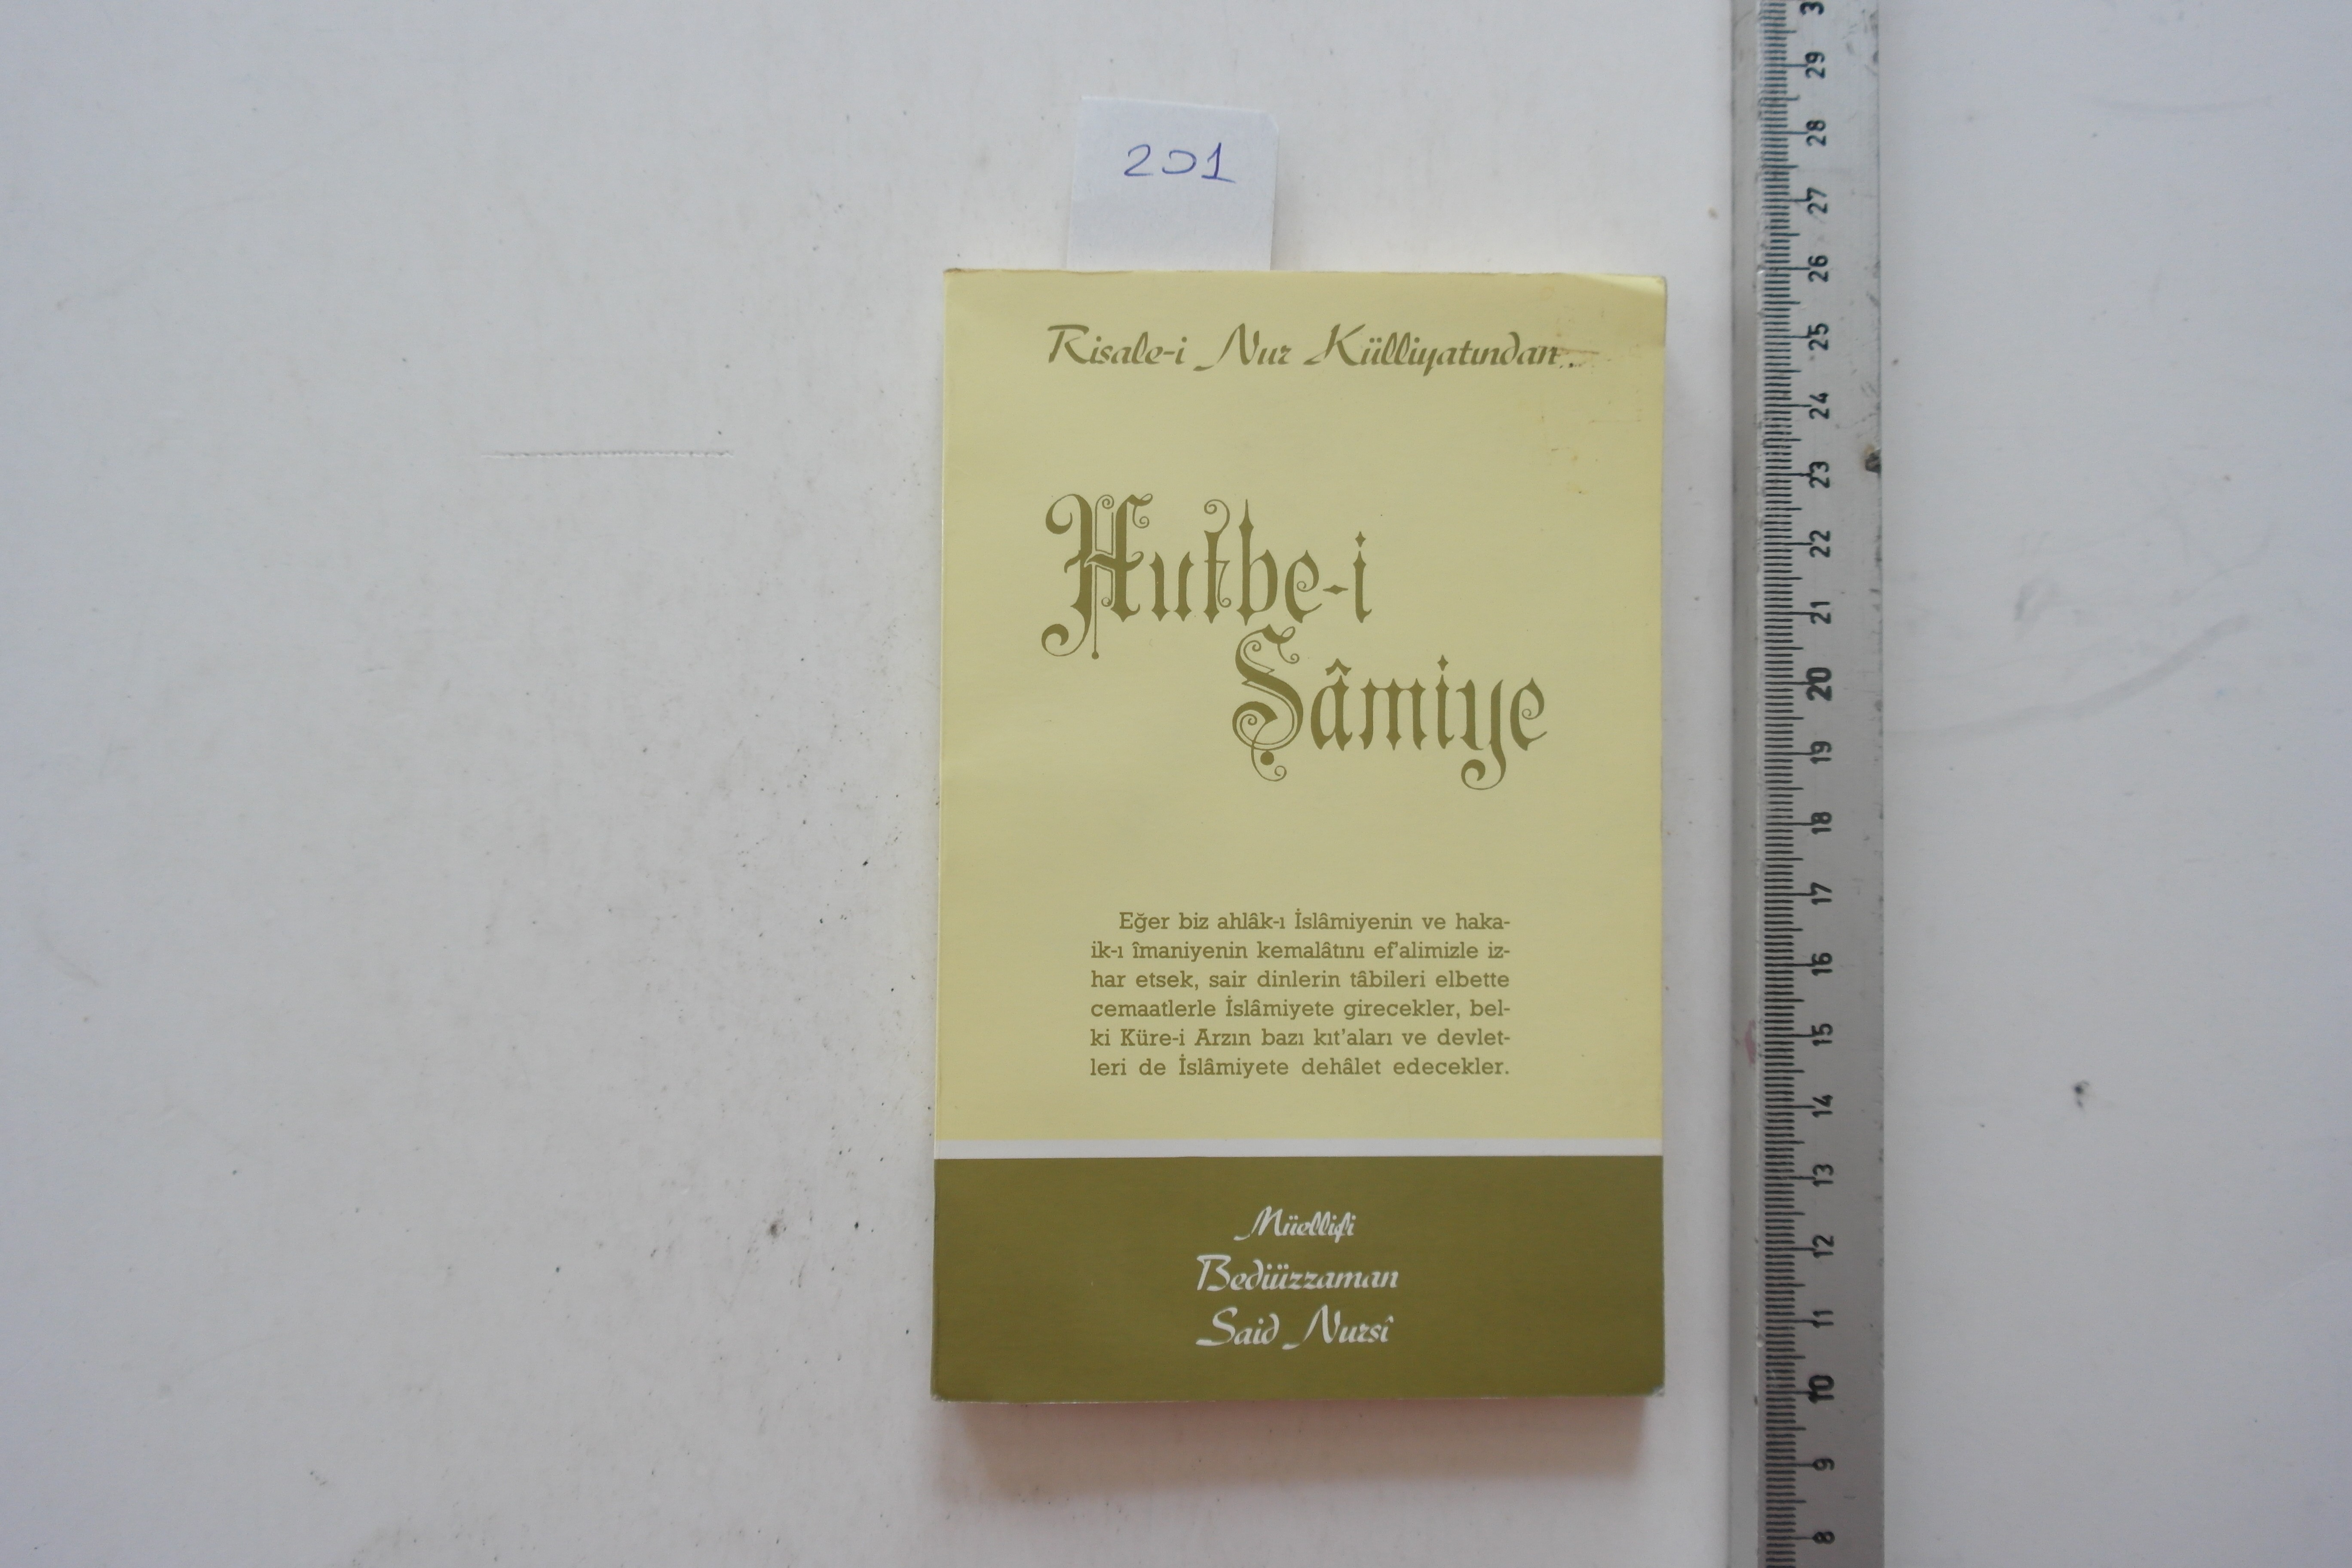 201
Risale-i Nur Külliyatından..
Hutbe-i
Şâmiye
Eğer biz ahlâk-ı İslâmiyenin ve haka-
ik-ı îmaniyenin kemalâtını ef'alimizle iz-
har etsek, sair dinlerin tâbileri elbette
cemaatlerle İslâmiyete girecekler, bel-
ki Küre-i Arzın bazı kıt'aları ve devlet-
leri de İslâmiyete dehâlet edecekler.
Müellifi
Bediüzzaman
Said Nursî
3
29
28
27
26
25
24
23
22
21
20
19
18
17
16
15
14
13
12
11
10
9
8